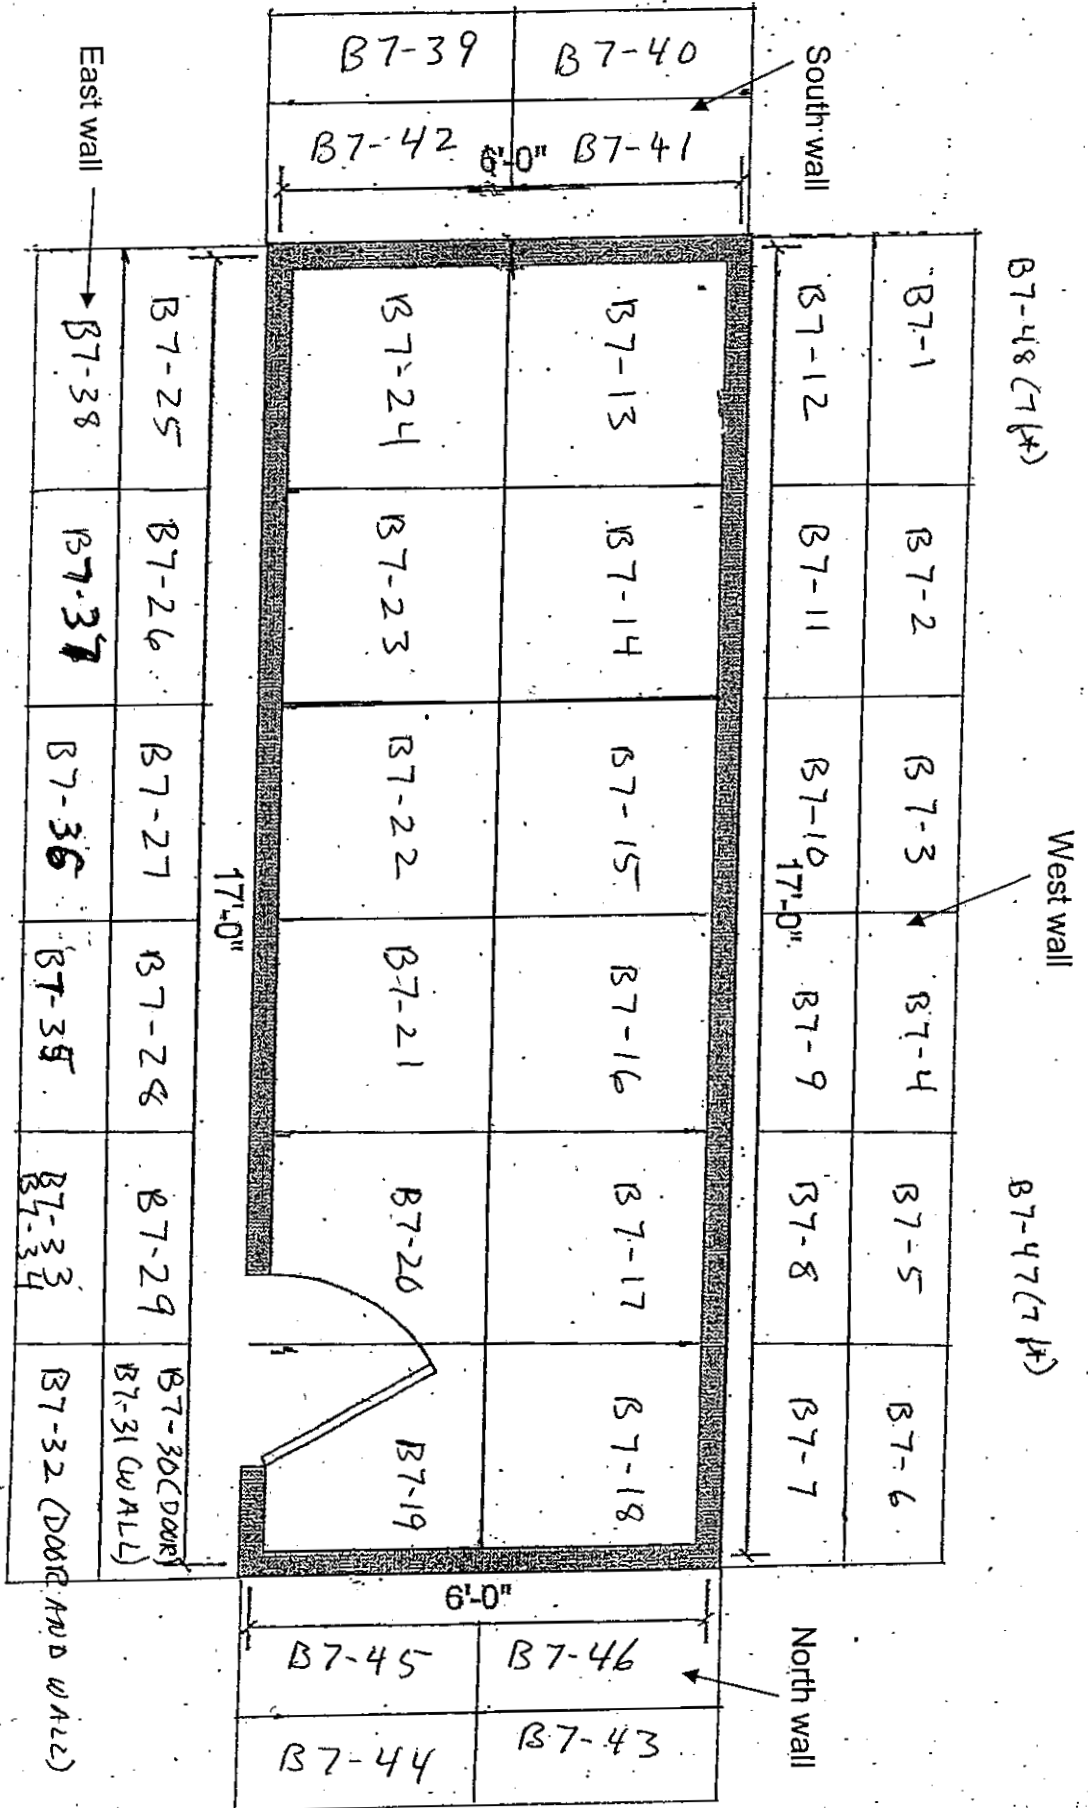 B7-39
B7-40
South wall
B7-42
6'-0"
B7-41
B7-48 (7 ft)
B7-1
B7-12
B7-13
B7-24
B7-25
B7-38
East wall
B7-2
B7-11
B7-14
B7-23
B7-26
B7-37
B7-3
B7-10
B7-15
B7-22
B7-27
B7-36
West wall
17'-0"
17'-0"
B7-4
B7-9
B7-16
B7-21
B7-28
B7-35
B7-47 (7 ft)
B7-5
B7-8
B7-17
B7-20
B7-29
B7-33
B7-34
B7-6
B7-7
B7-18
B7-19
B7-30 (DOOR)
B7-31 (WALL)
B7-32 (DOOR AND WALL)
6'-0"
North wall
B7-45
B7-46
B7-44
B7-43